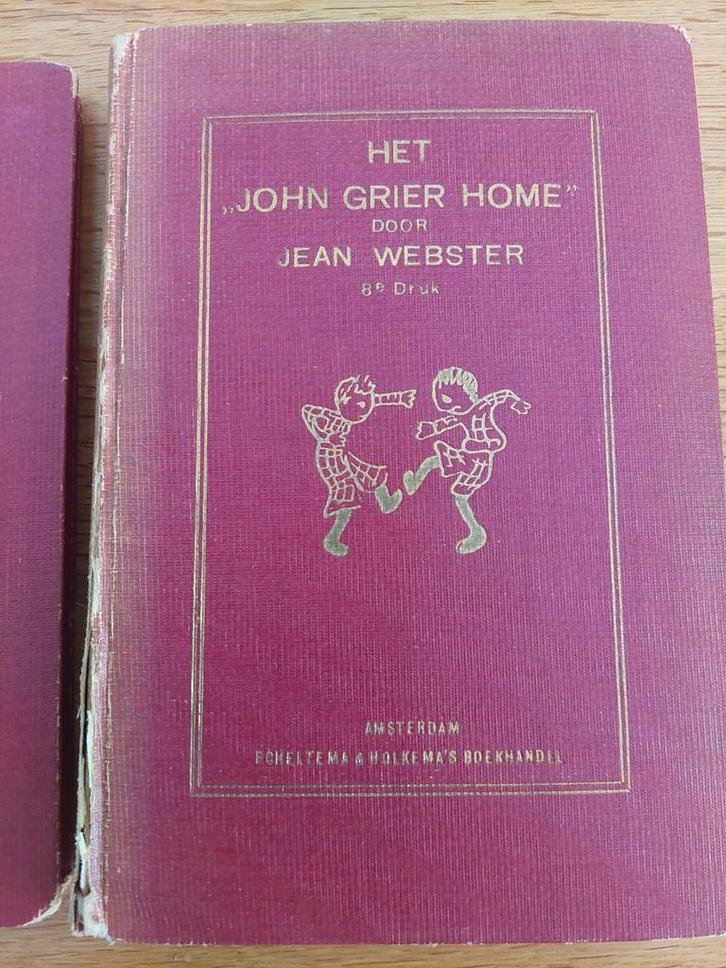 HET
„JOHN GRIER HOME”
DOOR
JEAN WEBSTER
8e Druk
AMSTERDAM
SCHELTEMA & HOLKEMA'S BOEKHANDEL